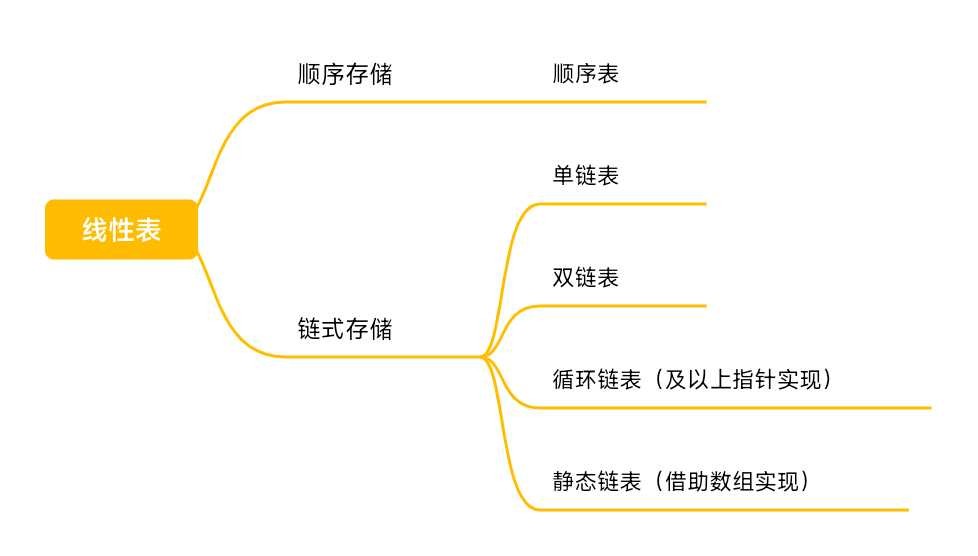 顺序存储
顺序表
单链表
线性表
双链表
链式存储
循环链表（及以上指针实现）
静态链表（借助数组实现）